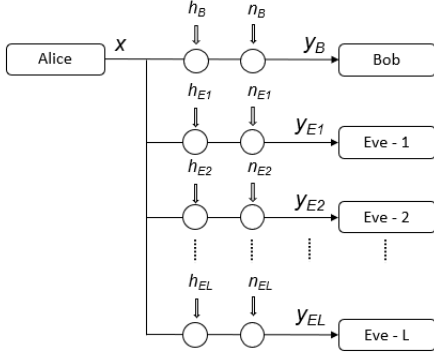 h_B n_B
Alice x y_B Bob
h_E1 n_E1
y_E1 Eve - 1
h_E2 n_E2
y_E2 Eve - 2
h_EL n_EL
y_EL Eve - L